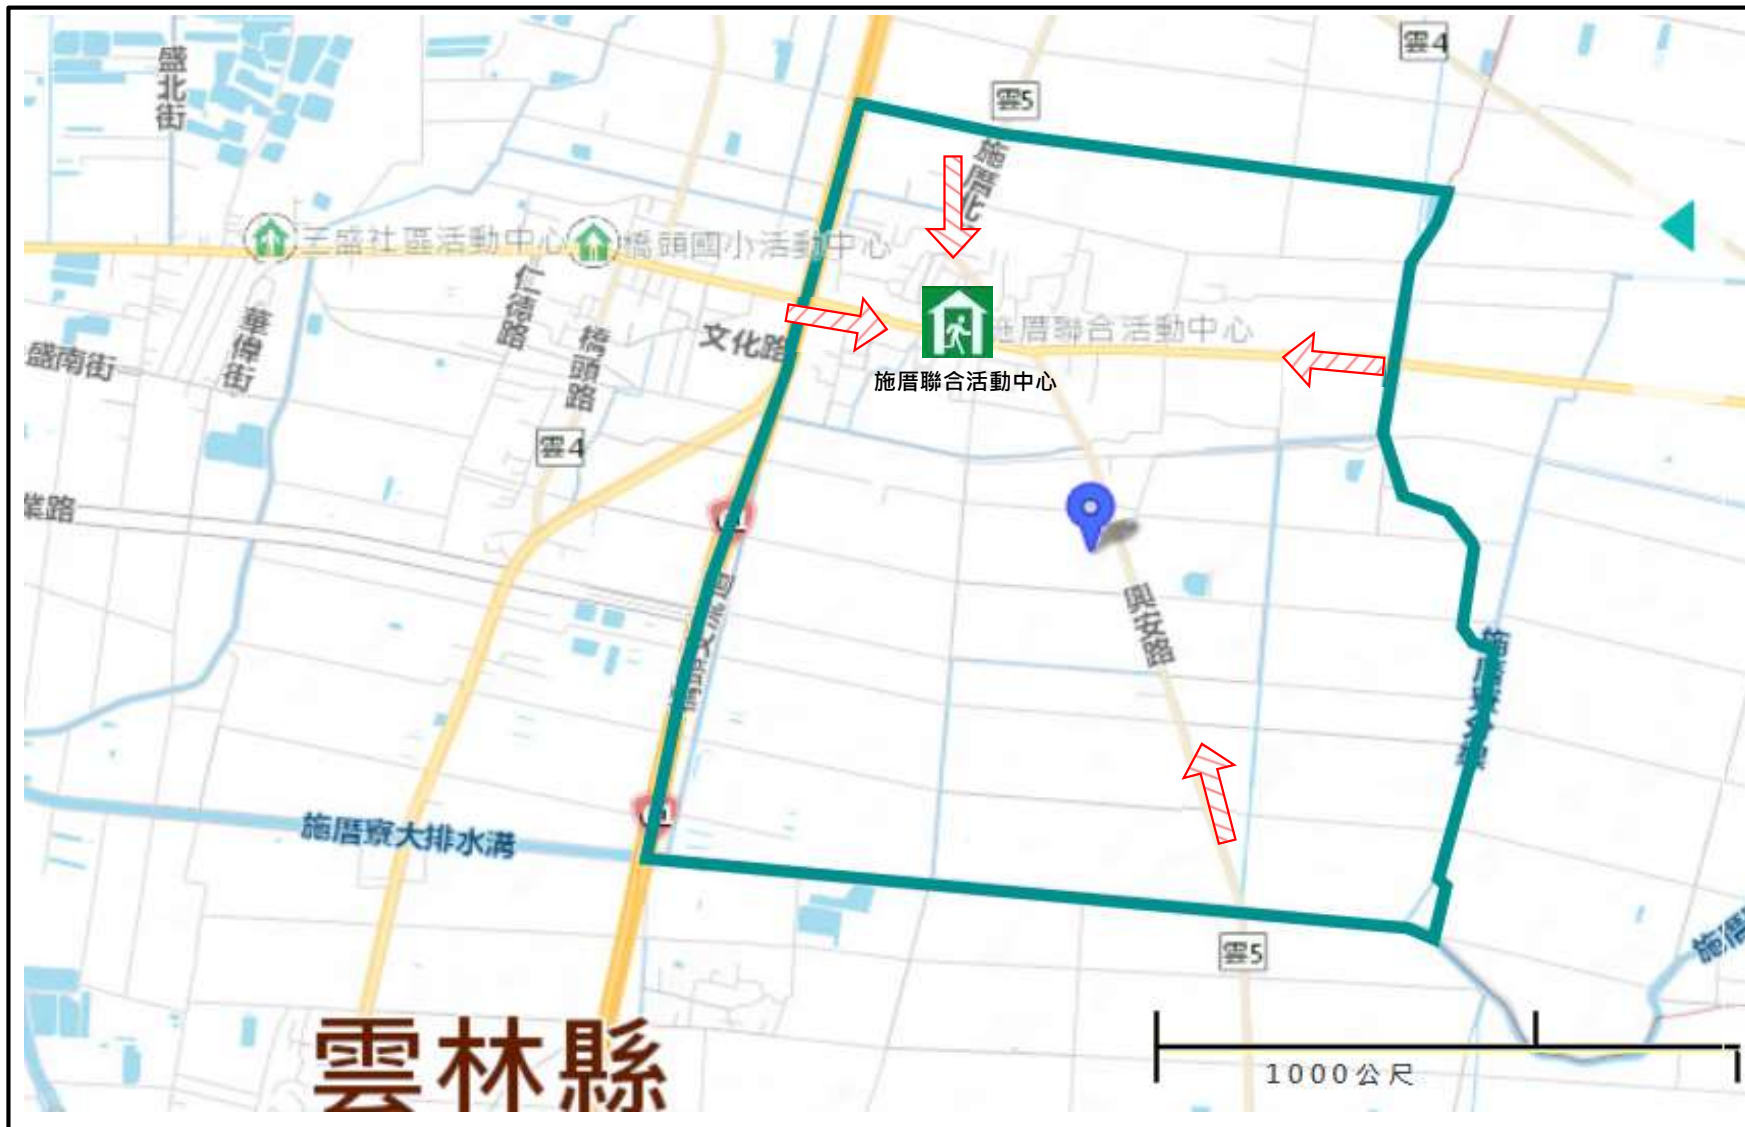 盛北街
雲4
雲5
施厝北
三盛社區活動中心
橋頭國小活動中心
仁德路
華偉街
橋頭路
文化路
施厝聯合活動中心
施厝聯合活動中心
盛南街
雲4
業路
興安路
施厝寮大排水溝
雲5
施厝
雲林縣
1000公尺